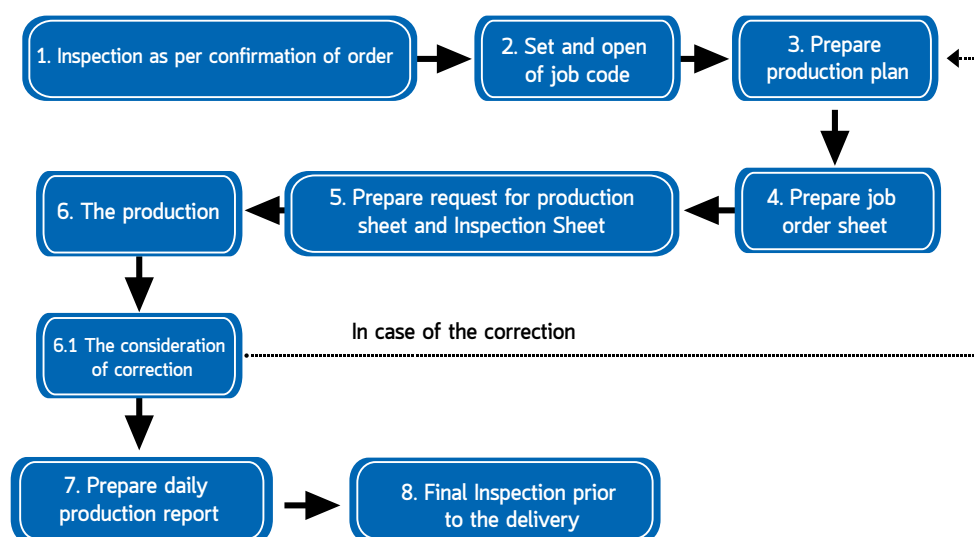 1. Inspection as per confirmation of order
2. Set and open
of job code
3. Prepare
production plan
4. Prepare job
order sheet
5. Prepare request for production
sheet and Inspection Sheet
6. The production
6.1 The consideration
of correction
In case of the correction
7. Prepare daily
production report
8. Final Inspection prior
to the delivery